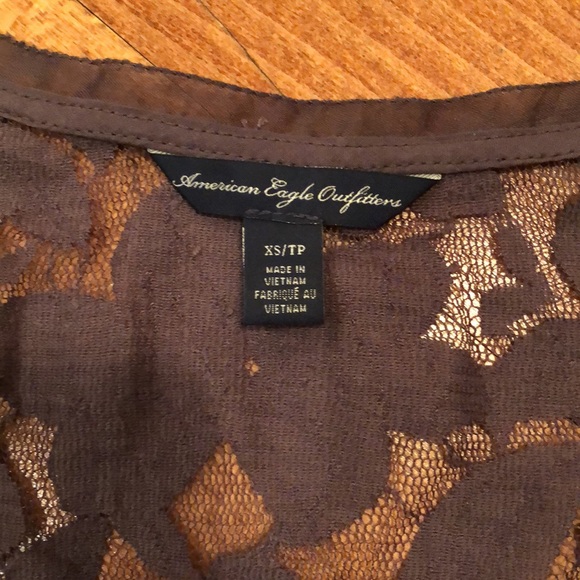 American Eagle Outfitters
XS/TP
MADE IN
VIETNAM
FABRIQUÉ AU
VIETNAM